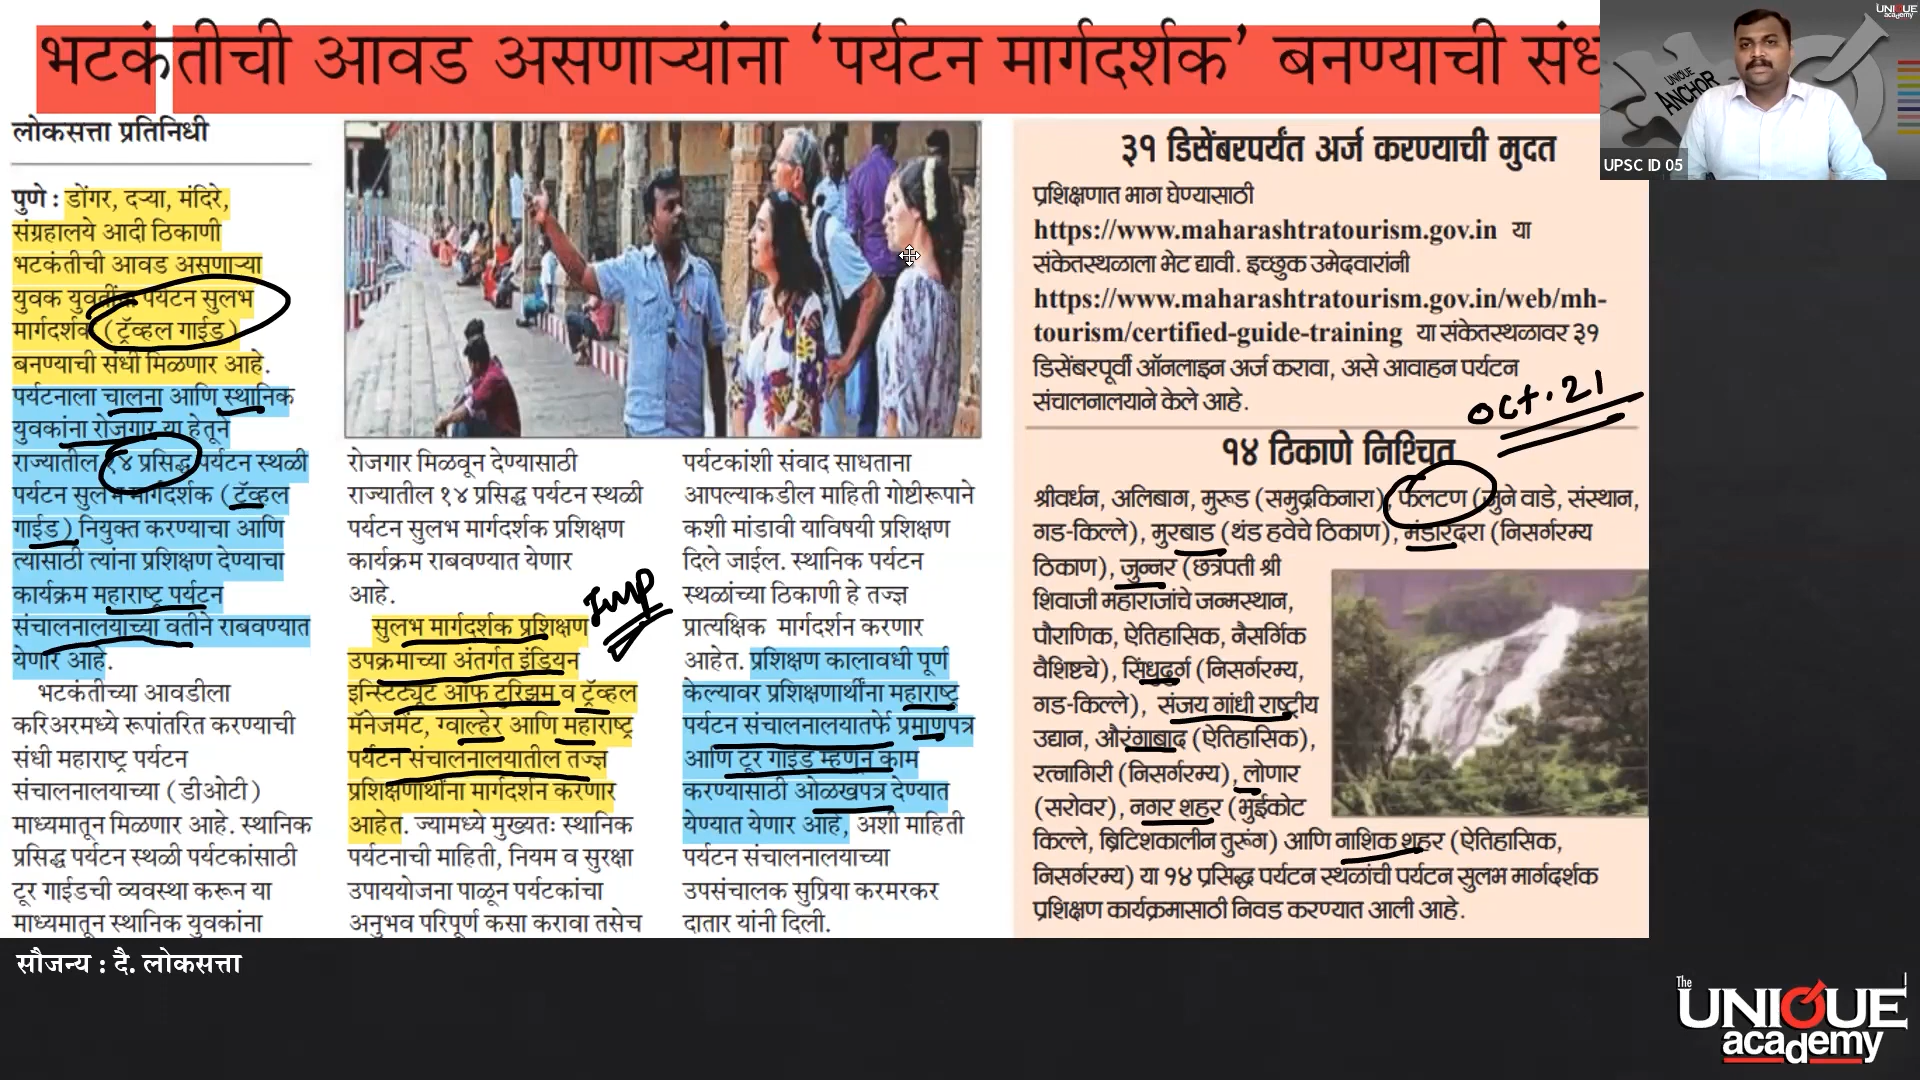 भटकंतीची आवड असणाऱ्यांना ‘पर्यटन मार्गदर्शक’ बनण्याची
लोकसत्ता प्रतिनिधी
पुणे : डोंगर, दऱ्या, मंदिरे,
संग्रहालये आदी ठिकाणी
भटकंतीची आवड असणाऱ्या
युवक युवतींना पर्यटन सुलभ
मार्गदर्शक (ट्रॅव्हल गाईड)
बनण्याची संधी मिळणार आहे.
पर्यटनाला चालना आणि स्थानिक
युवकांना रोजगार या हेतूने
राज्यातील १४ प्रसिद्ध पर्यटन स्थळी
पर्यटन सुलभ मार्गदर्शक (टॅव्हल
गाईड) नियुक्त करण्याचा आणि
त्यासाठी त्यांना प्रशिक्षण देण्याचा
कार्यक्रम महाराष्ट्र पर्यटन
संचालनालयाच्या वतीने राबवण्यात
येणार आहे.
भटकंतीच्या आवडीला
करिअरमध्ये रूपांतरित करण्याची
संधी महाराष्ट्र पर्यटन
संचालनालयाच्या (डीओटी)
माध्यमातून मिळणार आहे. स्थानिक
प्रसिद्ध पर्यटन स्थळी पर्यटकांसाठी
टूर गाईडची व्यवस्था करून या
माध्यमातून स्थानिक युवकांना
रोजगार मिळवून देण्यासाठी
राज्यातील १४ प्रसिद्ध पर्यटन स्थळी
पर्यटन सुलभ मार्गदर्शक प्रशिक्षण
कार्यक्रम राबवण्यात येणार
आहे.
Imp
सुलभ मार्गदर्शक प्रशिक्षण
उपक्रमाच्या अंतर्गत इंडियन
इन्स्टिट्यूट ऑफ टुरिझम व ट्रॅव्हल
मॅनेजमेंट, ग्वाल्हेर आणि महाराष्ट्र
पर्यटन संचालनालयातील तज्ज्ञ
प्रशिक्षणार्थींना मार्गदर्शन करणार
आहेत. ज्यामध्ये मुख्यतः स्थानिक
पर्यटनाची माहिती, नियम व सुरक्षा
उपाययोजना पाळून पर्यटकांचा
अनुभव परिपूर्ण कसा करावा तसेच
पर्यटकांशी संवाद साधताना
आपल्याकडील माहिती गोष्टीरूपाने
कशी मांडावी याविषयी प्रशिक्षण
दिले जाईल. स्थानिक पर्यटन
स्थळांच्या ठिकाणी हे तज्ज्ञ
प्रात्यक्षिक मार्गदर्शन करणार
आहेत. प्रशिक्षण कालावधी पूर्ण
केल्यावर प्रशिक्षणार्थींना महाराष्ट्र
पर्यटन संचालनालयातर्फे प्रमाणपत्र
आणि टूर गाईड म्हणून काम
करण्यासाठी ओळखपत्र देण्यात
येण्यात येणार आहे, अशी माहिती
पर्यटन संचालनालयाच्या
उपसंचालक सुप्रिया करमरकर
दातार यांनी दिली.
३१ डिसेंबरपर्यंत अर्ज करण्याची मुदत
प्रशिक्षणात भाग घेण्यासाठी
https://www.maharashtratourism.gov.in या
संकेतस्थळाला भेट द्यावी. इच्छुक उमेदवारांनी
https://www.maharashtratourism.gov.in/web/mh-
tourism/certified-guide-training या संकेतस्थळावर ३१
डिसेंबरपूर्वी ऑनलाइन अर्ज करावा, असे आवाहन पर्यटन
संचालनालयाने केले आहे.
Oct.21
१४ ठिकाणे निश्चित
श्रीवर्धन, अलिबाग, मुरूड (समुद्रकिनारा), फलटण (जुने वाडे, संस्थान,
गड-किल्ले), मुरबाड (थंड हवेचे ठिकाण), भंडारदरा (निसर्गरम्य
ठिकाण), जुन्नर (छत्रपती श्री
शिवाजी महाराजांचे जन्मस्थान,
पौराणिक, ऐतिहासिक, नैसर्गिक
वैशिष्ट्ये), सिंधुदुर्ग (निसर्गरम्य,
गड-किल्ले), संजय गांधी राष्ट्रीय
उद्यान, औरंगाबाद (ऐतिहासिक),
रत्नागिरी (निसर्गरम्य), लोणार
(सरोवर), नगर शहर (भुईकोट
किल्ले, ब्रिटिशकालीन तुरूंग) आणि नाशिक शहर (ऐतिहासिक,
निसर्गरम्य) या १४ प्रसिद्ध पर्यटन स्थळांची पर्यटन सुलभ मार्गदर्शक
प्रशिक्षण कार्यक्रमासाठी निवड करण्यात आली आहे.
सौजन्य : दै. लोकसत्ता
UNIQUE
academy
UNIQUE
ANCHOR
UPSC ID 05
The
UNIQUE
academy